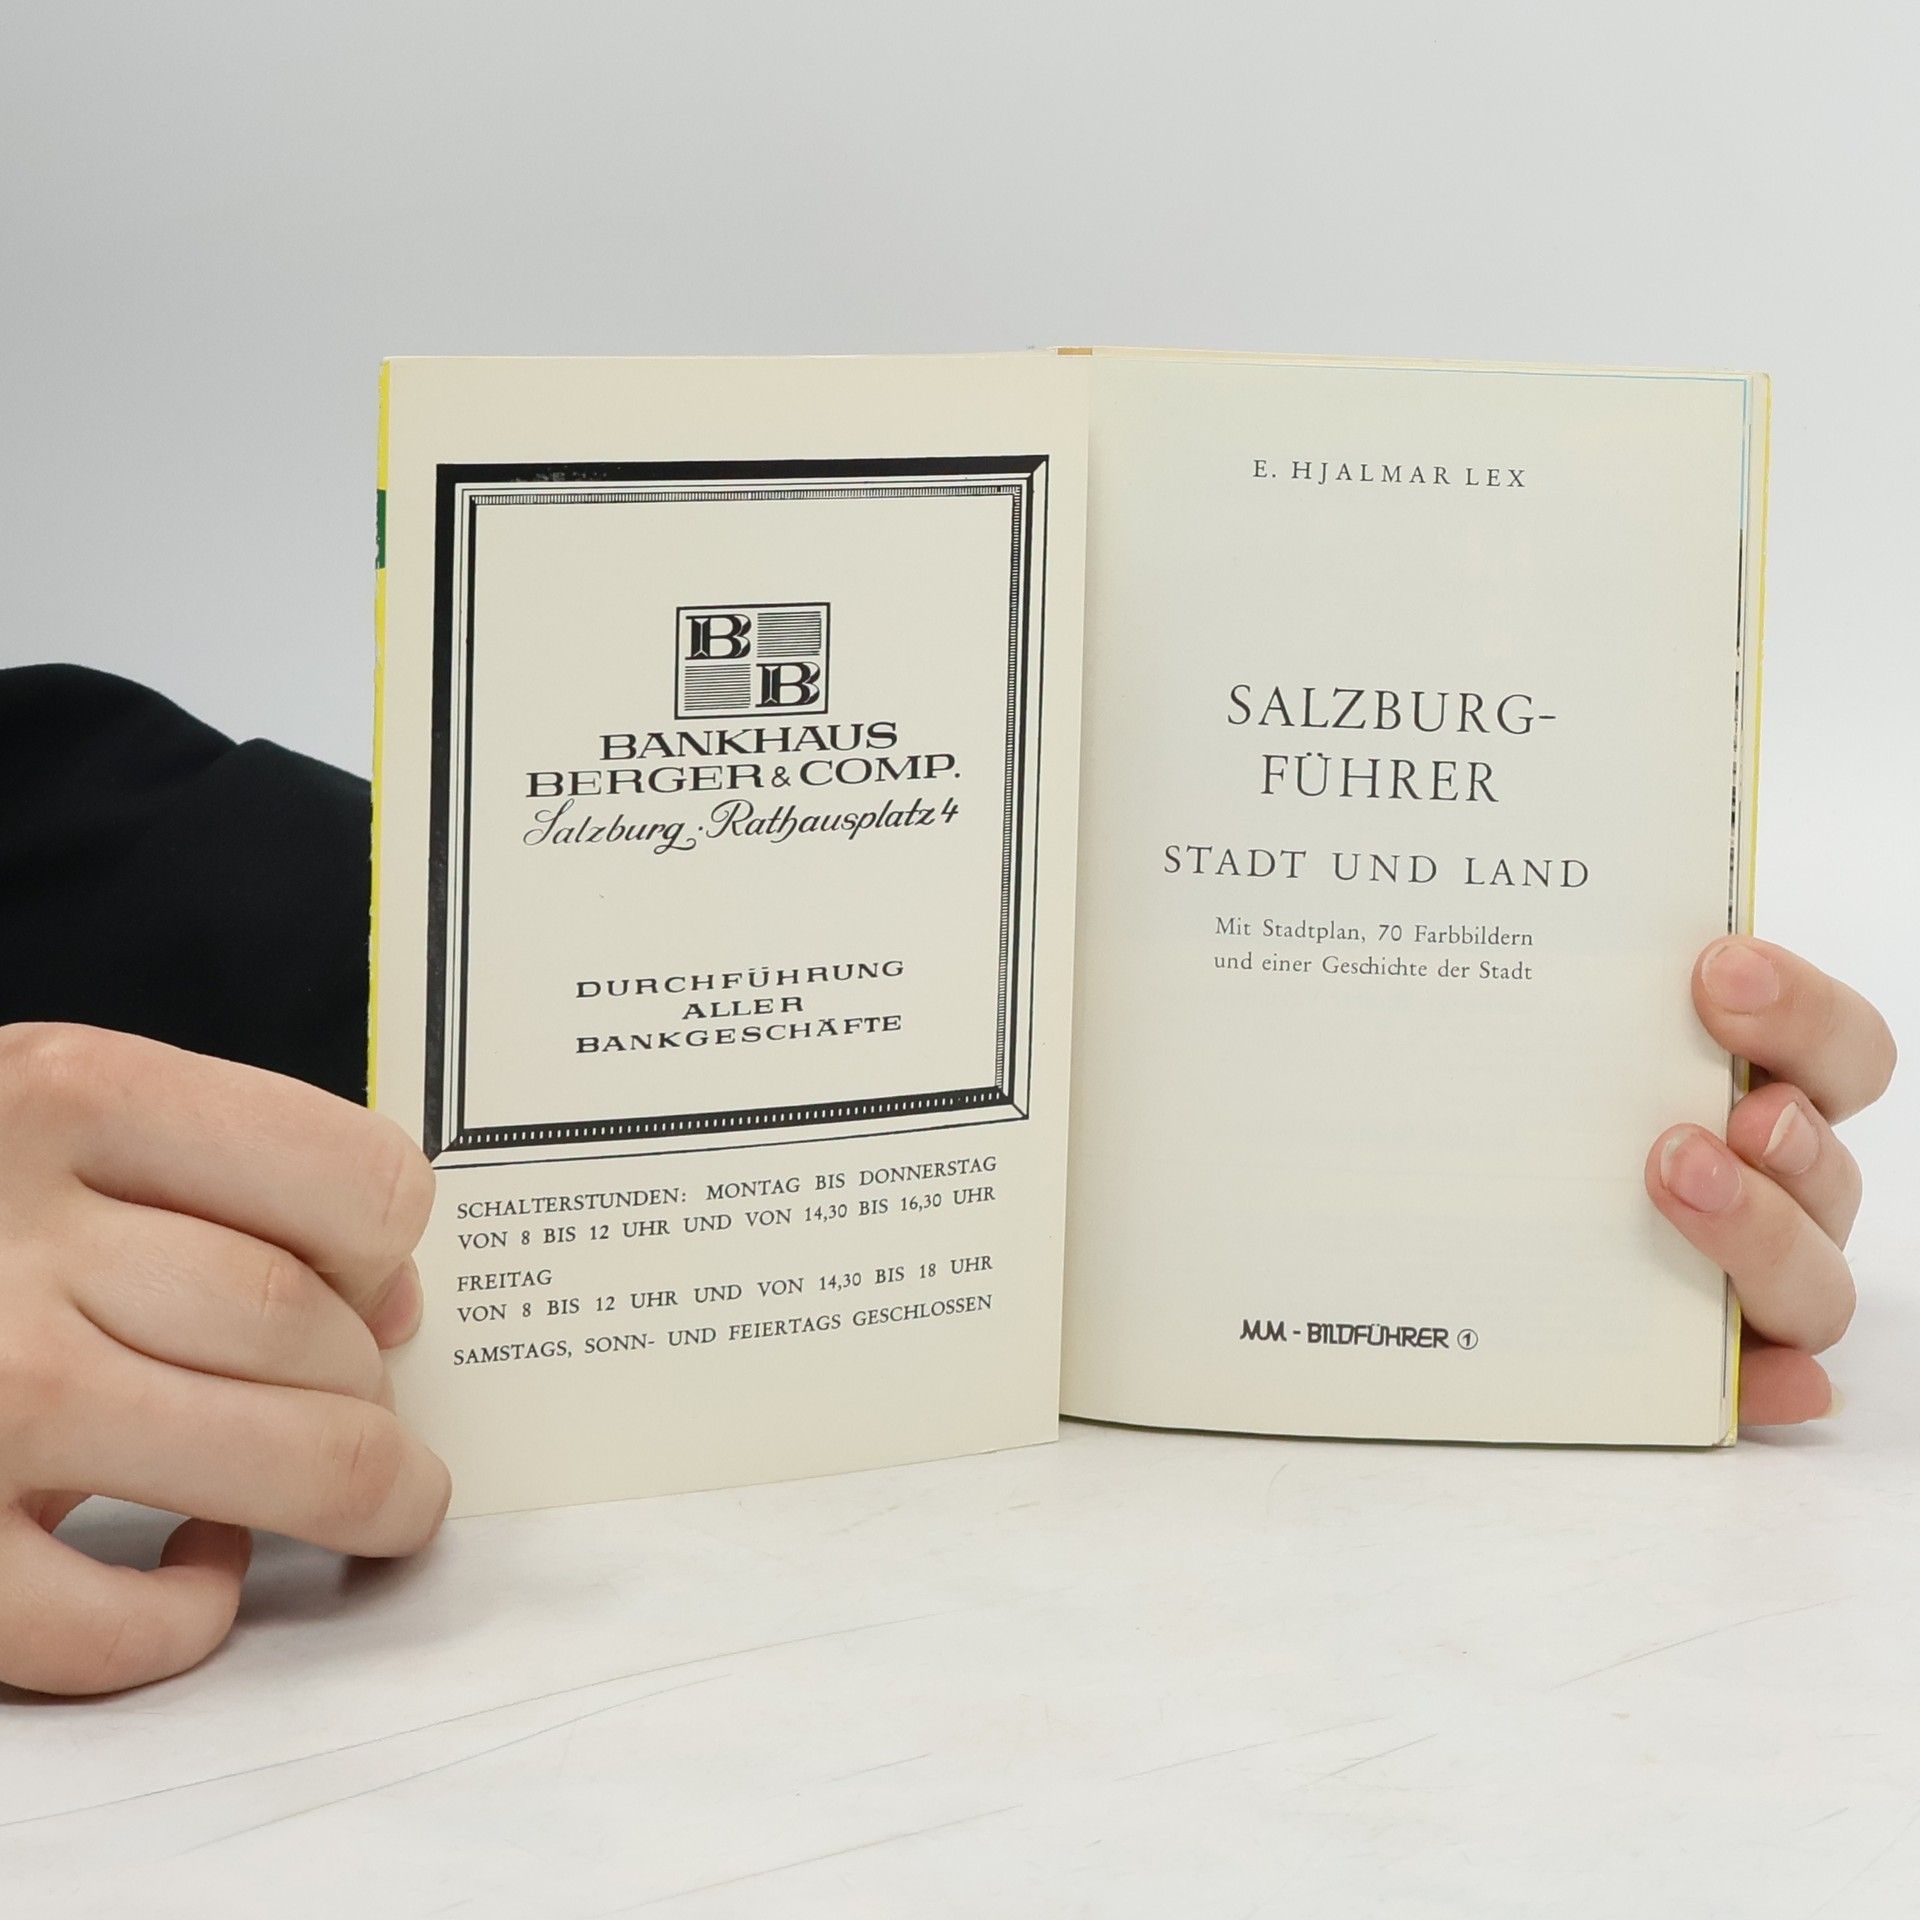 B
B
BANKHAUS
BERGER & COMP.
Salzburg · Rathausplatz 4
DURCHFÜHRUNG
ALLER
BANKGESCHÄFTE
SCHALTERSTUNDEN: MONTAG BIS DONNERSTAG
VON 8 BIS 12 UHR UND VON 14,30 BIS 16,30 UHR
FREITAG
VON 8 BIS 12 UHR UND VON 14,30 BIS 18 UHR
SAMSTAGS, SONN- UND FEIERTAGS GESCHLOSSEN
E. HJALMAR LEX
SALZBURG-
FÜHRER
STADT UND LAND
Mit Stadtplan, 70 Farbbildern
und einer Geschichte der Stadt
MM - BILDFÜHRER ①